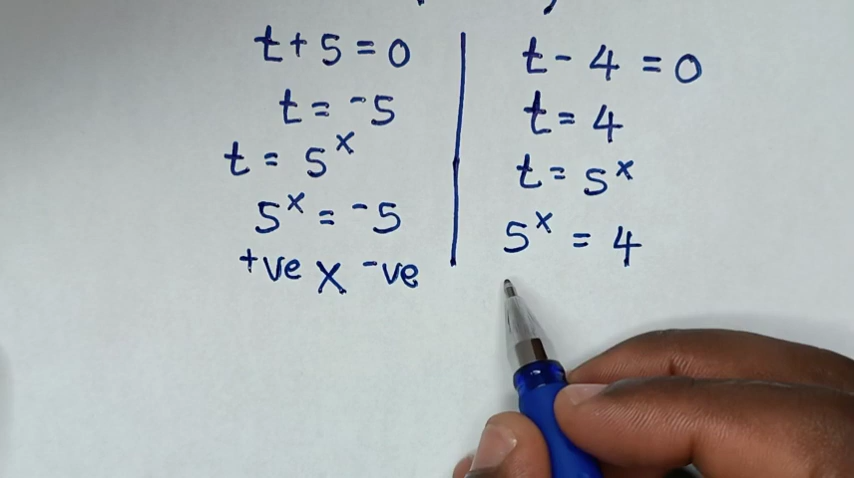 t + 5 = 0
t = -5
t = 5^x
5^x = -5
+ve X -ve
t - 4 = 0
t = 4
t = 5^x
5^x = 4